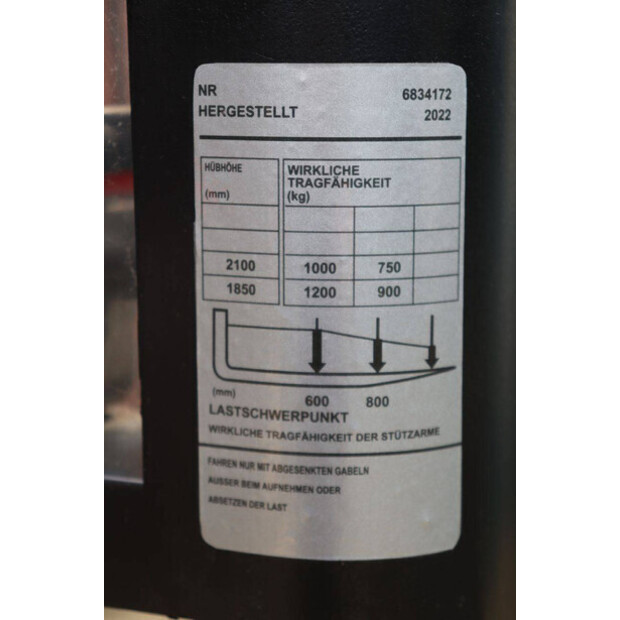 NR 6834172
HERGESTELLT 2022
HÜBHÖHE WIRKLICHE
TRAGFÄHIGKEIT
(mm) (kg)
2100 1000 750
1850 1200 900
(mm) 600 800
LASTSCHWERPUNKT
WIRKLICHE TRAGFÄHIGKEIT DER STÜTZARME
FAHREN NUR MIT ABGESENKTEN GABELN
AUSSER BEIM AUFNEHMEN ODER
ABSETZEN DER LAST